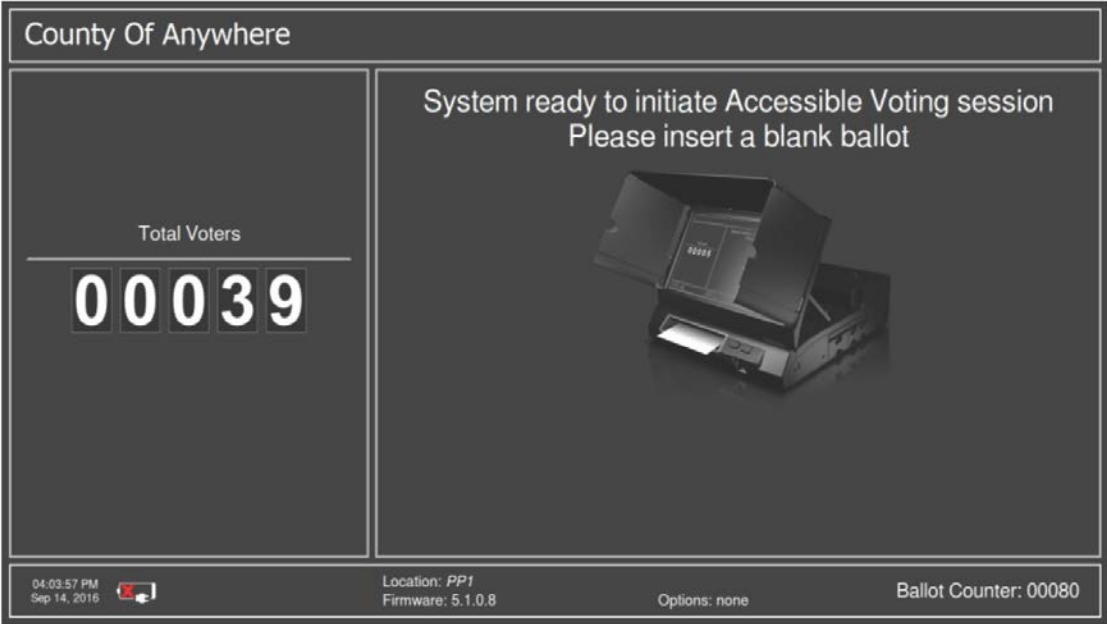 County Of Anywhere
System ready to initiate Accessible Voting session
Please insert a blank ballot
Total Voters
00039
04:03:57 PM
Sep 14, 2016
Location: PP1
Firmware: 5.1.0.8
Options: none
Ballot Counter: 00080